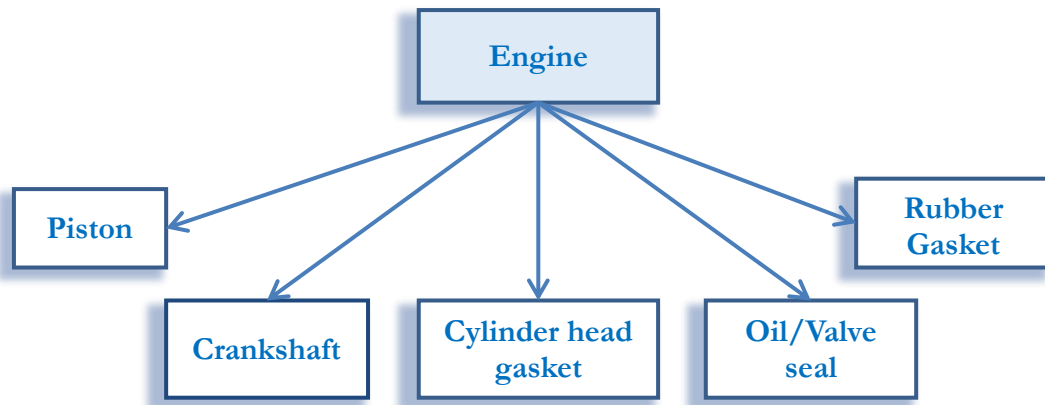 Engine
Piston
Rubber
Gasket
Crankshaft
Cylinder head
gasket
Oil/Valve
seal